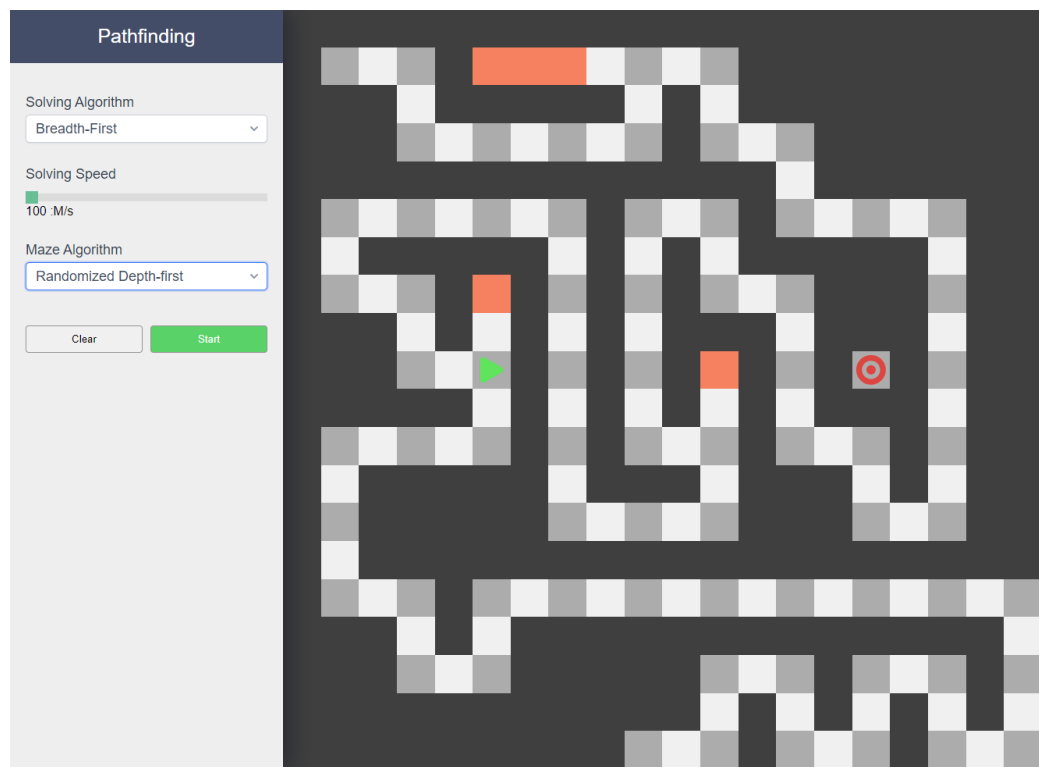 Pathfinding
Solving Algorithm
Breadth-First
Solving Speed
100 :M/s
Maze Algorithm
Randomized Depth-first
Clear
Start